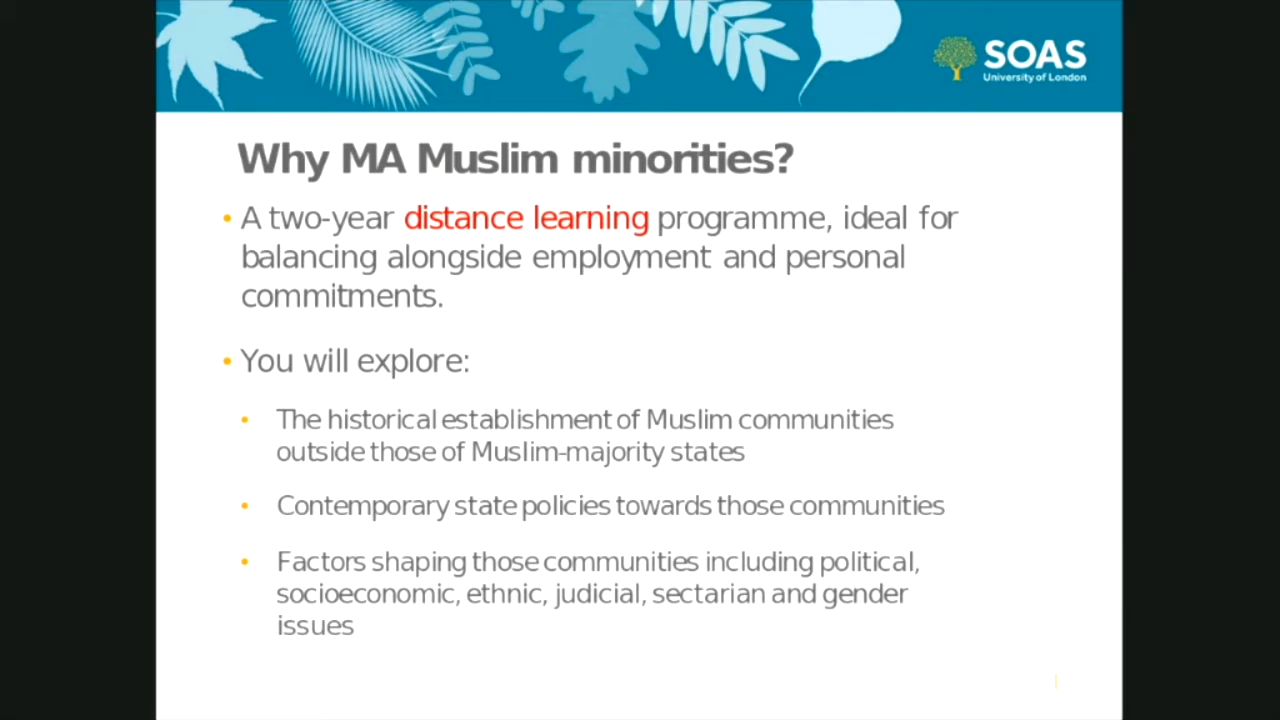 SOAS
University of London
Why MA Muslim minorities?
• A two-year distance learning programme, ideal for
balancing alongside employment and personal
commitments.
• You will explore:
• The historical establishment of Muslim communities
outside those of Muslim-majority states
• Contemporary state policies towards those communities
• Factors shaping those communities including political,
socioeconomic, ethnic, judicial, sectarian and gender
issues